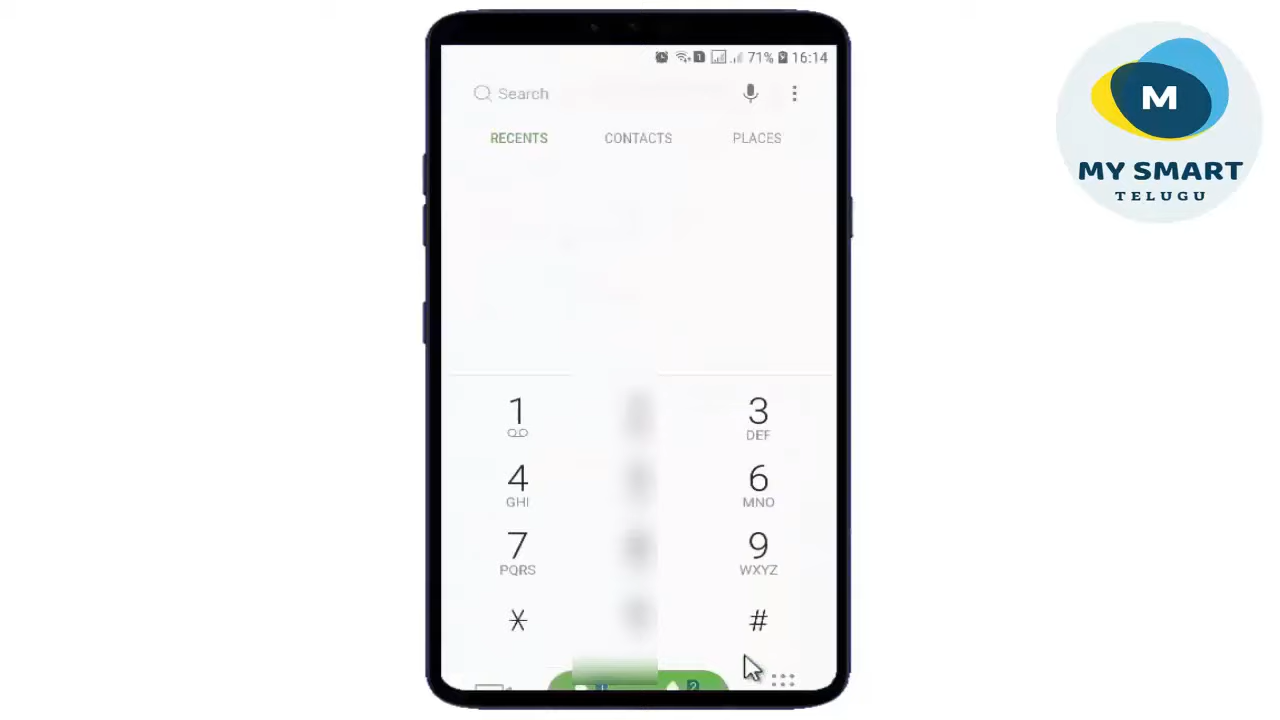 71% 16:14
Search
RECENTS CONTACTS PLACES
1 3
DEF
4 6
GHI MNO
7 9
PQRS WXYZ
* #
2
M
MY SMART
TELUGU